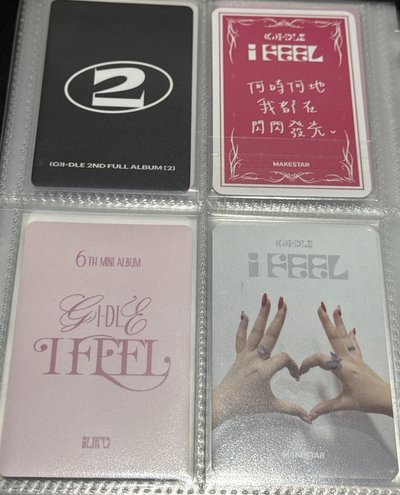 2
(G)I-DLE 2ND FULL ALBUM [2]
(G)I-DLE
I FEEL
何時何地
我都在
閃閃發光
MAKESTAR
6TH MINI ALBUM
G I-DLE
I FEEL
(G)I-DLE
I FEEL
MAKESTAR